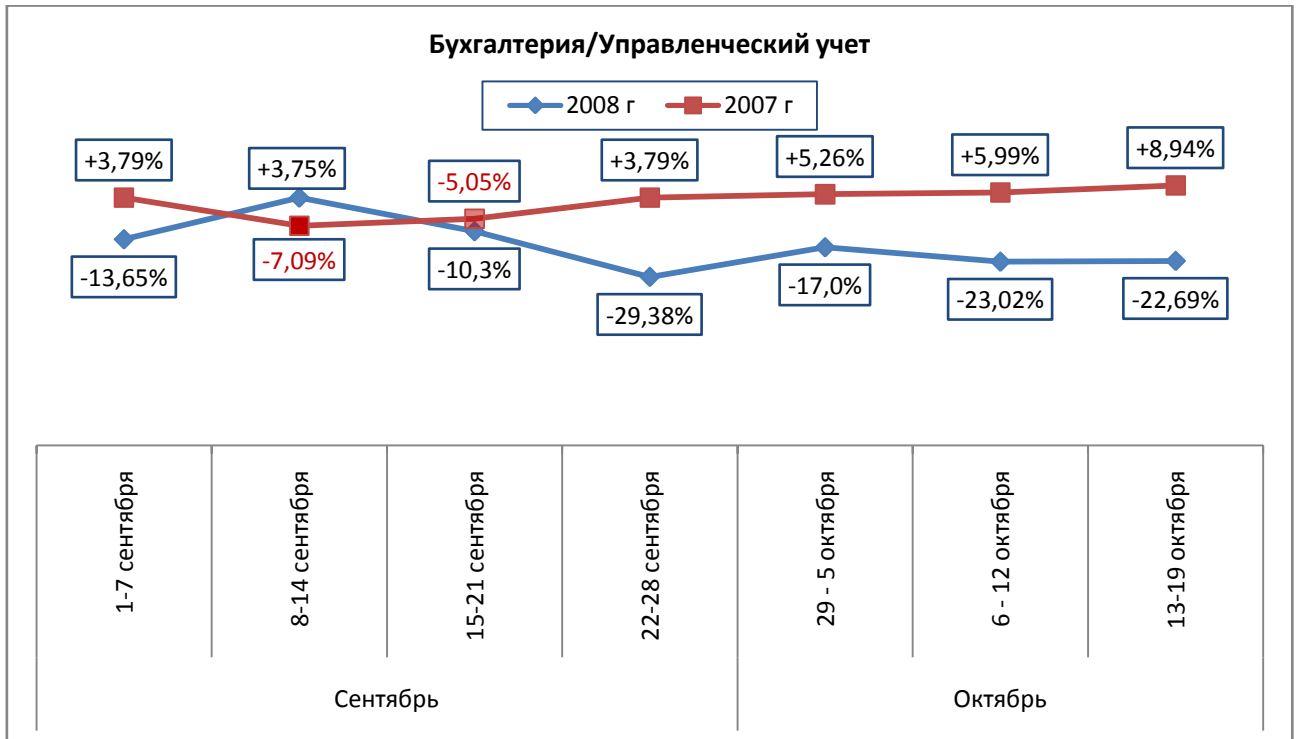 Бухгалтерия/Управленческий учет
2008 г 2007 г
+3,79% +3,75% -5,05% +3,79% +5,26% +5,99% +8,94%
-13,65% -7,09% -10,3% -29,38% -17,0% -23,02% -22,69%
1-7 сентября
8-14 сентября
15-21 сентября
22-28 сентября
29 - 5 октября
6 - 12 октября
13-19 октября
Сентябрь Октябрь